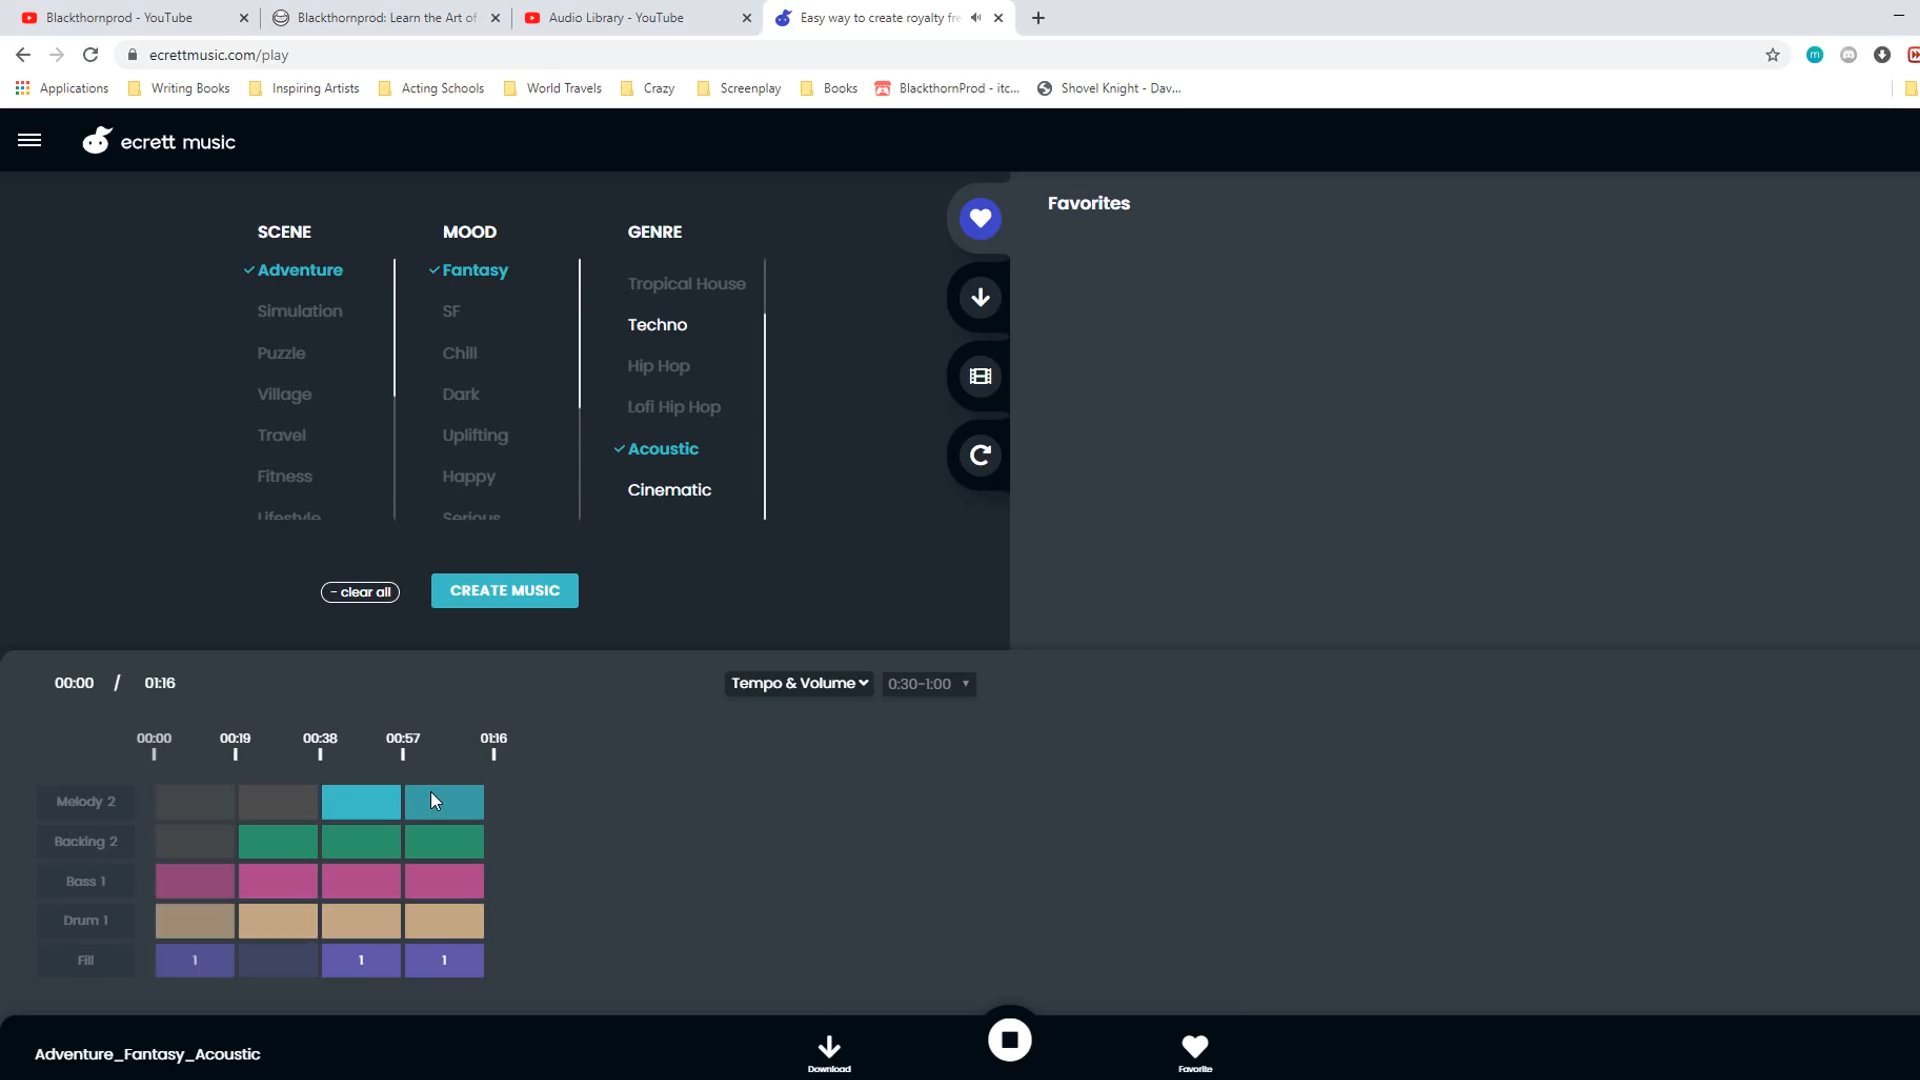 Blackthornprod - YouTube
Blackthornprod: Learn the Art of
Audio Library - YouTube
Easy way to create royalty fre
ecrettmusic.com/play
Applications
Writing Books
Inspiring Artists
Acting Schools
World Travels
Crazy
Screenplay
Books
BlackthornProd - itc...
Shovel Knight - Dav...
ecrett music
SCENE
Adventure
Simulation
Puzzle
Village
Travel
Fitness
Lifestyle
MOOD
Fantasy
SF
Chill
Dark
Uplifting
Happy
Serious
GENRE
Tropical House
Techno
Hip Hop
Lofi Hip Hop
Acoustic
Cinematic
- clear all
CREATE MUSIC
Favorites
00:00 / 01:16
Tempo & Volume
0:30-1:00
00:00 00:19 00:38 00:57 01:16
Melody 2
Backing 2
Bass 1
Drum 1
Fill 1 1 1
Adventure_Fantasy_Acoustic
Download
Favorite